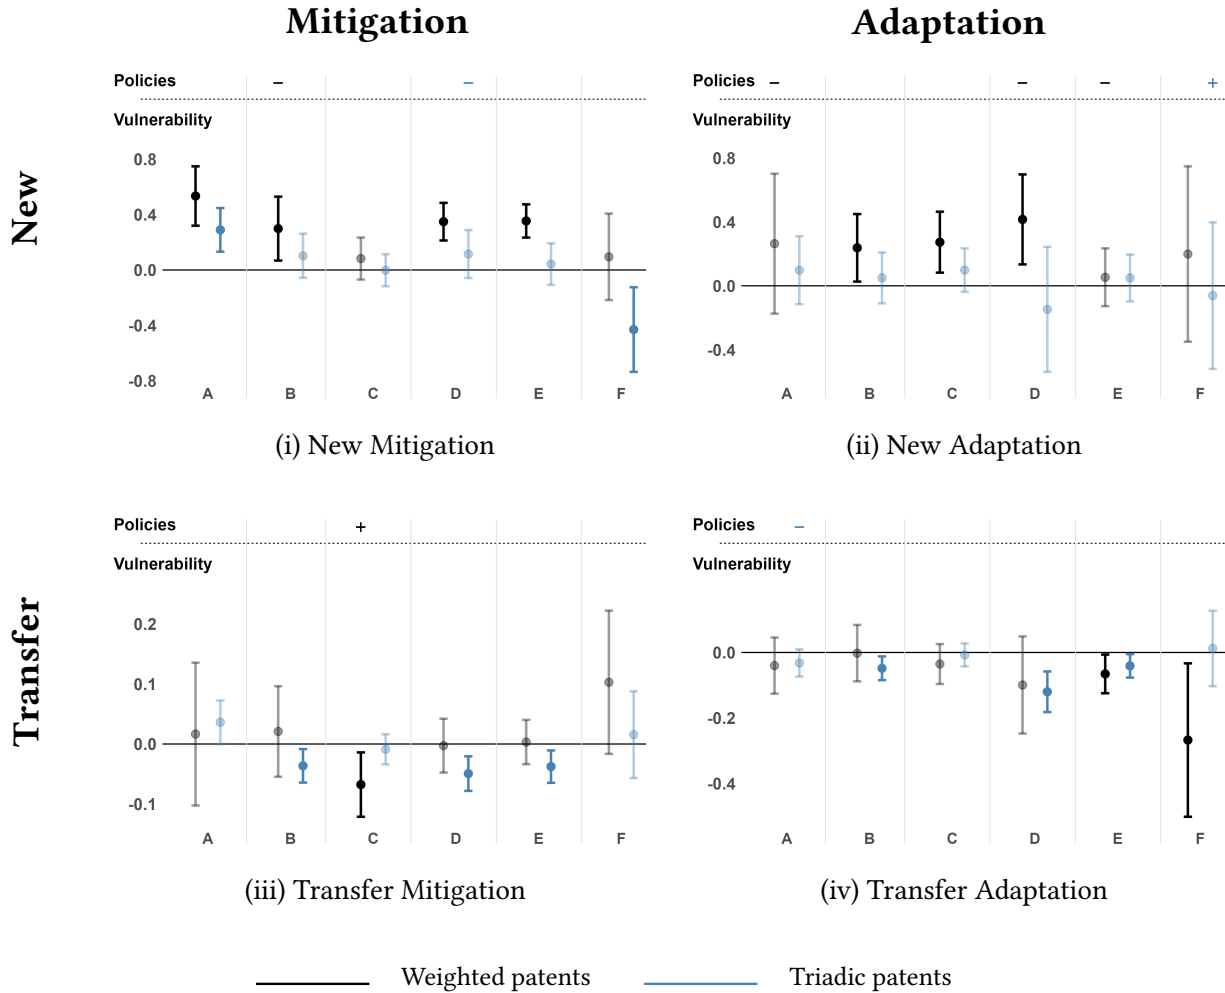 Mitigation
Adaptation
New
Policies – –
Vulnerability
0.8
0.4
0.0
-0.4
-0.8
A B C D E F
(i) New Mitigation
Policies – – – +
Vulnerability
0.8
0.4
0.0
-0.4
A B C D E F
(ii) New Adaptation
Transfer
Policies +
Vulnerability
0.2
0.1
0.0
-0.1
A B C D E F
(iii) Transfer Mitigation
Policies –
Vulnerability
0.0
-0.2
-0.4
A B C D E F
(iv) Transfer Adaptation
Weighted patents
Triadic patents